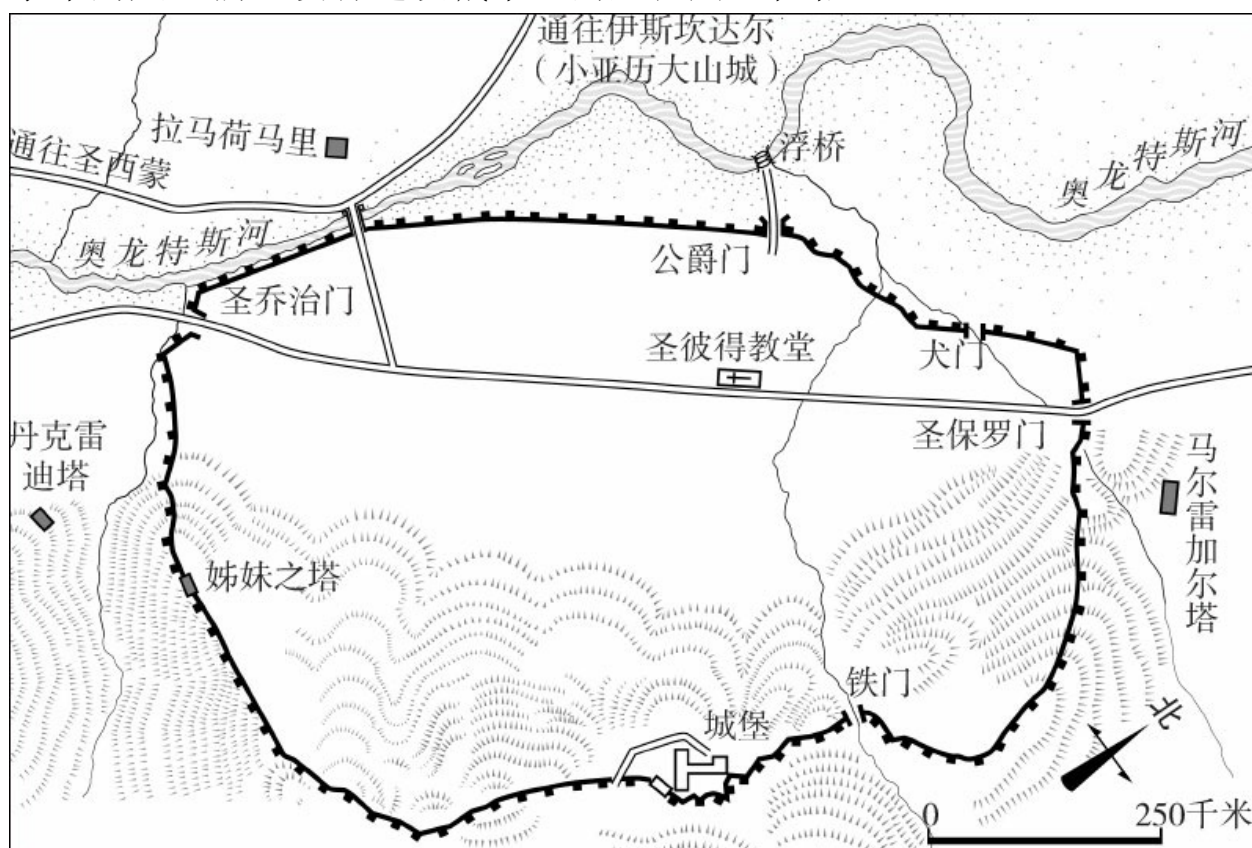 通往伊斯坎达尔
（小亚历大山城）
拉马荷马里
浮桥
通往圣西蒙
奥龙特斯河
奥龙特斯河
公爵门
圣乔治门
圣彼得教堂
犬门
圣保罗门
丹克雷
迪塔
马尔雷加尔塔
姊妹之塔
铁门
城堡
北
0
250千米